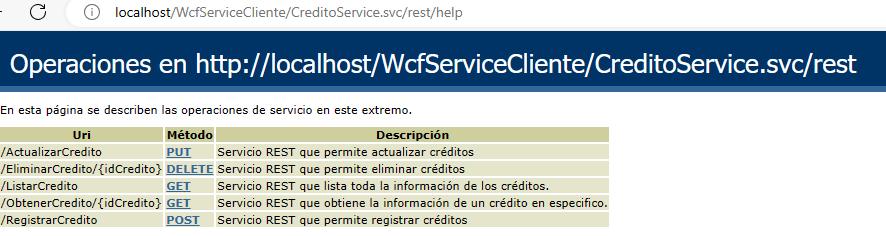 localhost/WcfServiceCliente/CreditoService.svc/rest/help
Operaciones en http://localhost/WcfServiceCliente/CreditoService.svc/rest
En esta página se describen las operaciones de servicio en este extremo.
Uri Método Descripción
/ActualizarCredito PUT Servicio REST que permite actualizar créditos
/EliminarCredito/{idCredito} DELETE Servicio REST que permite eliminar créditos
/ListarCredito GET Servicio REST que lista toda la información de los créditos.
/ObtenerCredito/{idCredito} GET Servicio REST que obtiene la información de un crédito en especifico.
/RegistrarCredito POST Servicio REST que permite registrar créditos